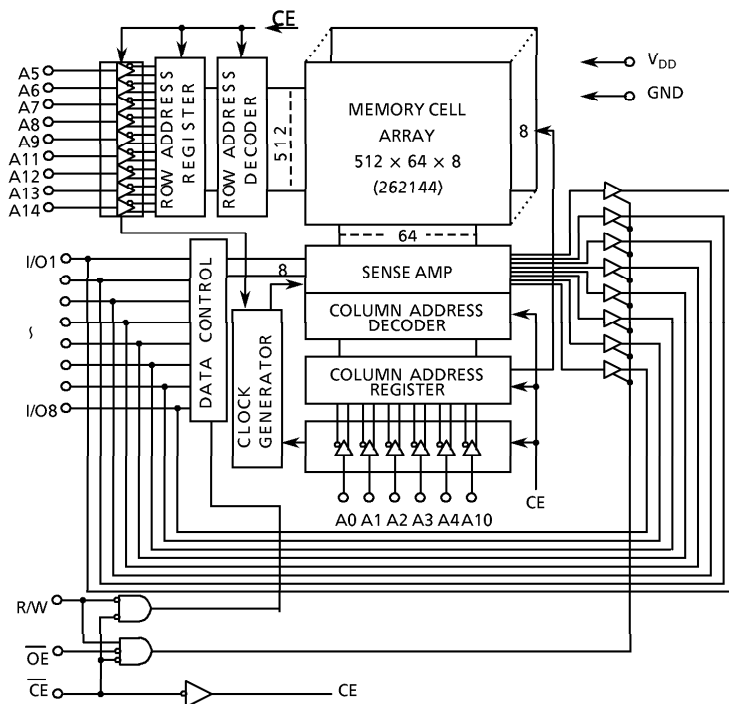 CE
A5
A6
A7
A8
A9
A11
A12
A13
A14
ROW ADDRESS
REGISTER
ROW ADDRESS
DECODER
512
MEMORY CELL
ARRAY
512 × 64 × 8
(262144)
8
VDD
GND
64
I/O1
~
I/O8
DATA CONTROL
8
SENSE AMP
COLUMN ADDRESS
DECODER
CLOCK
GENERATOR
COLUMN ADDRESS
REGISTER
A0 A1 A2 A3 A4 A10
CE
R/W
OE
CE
CE